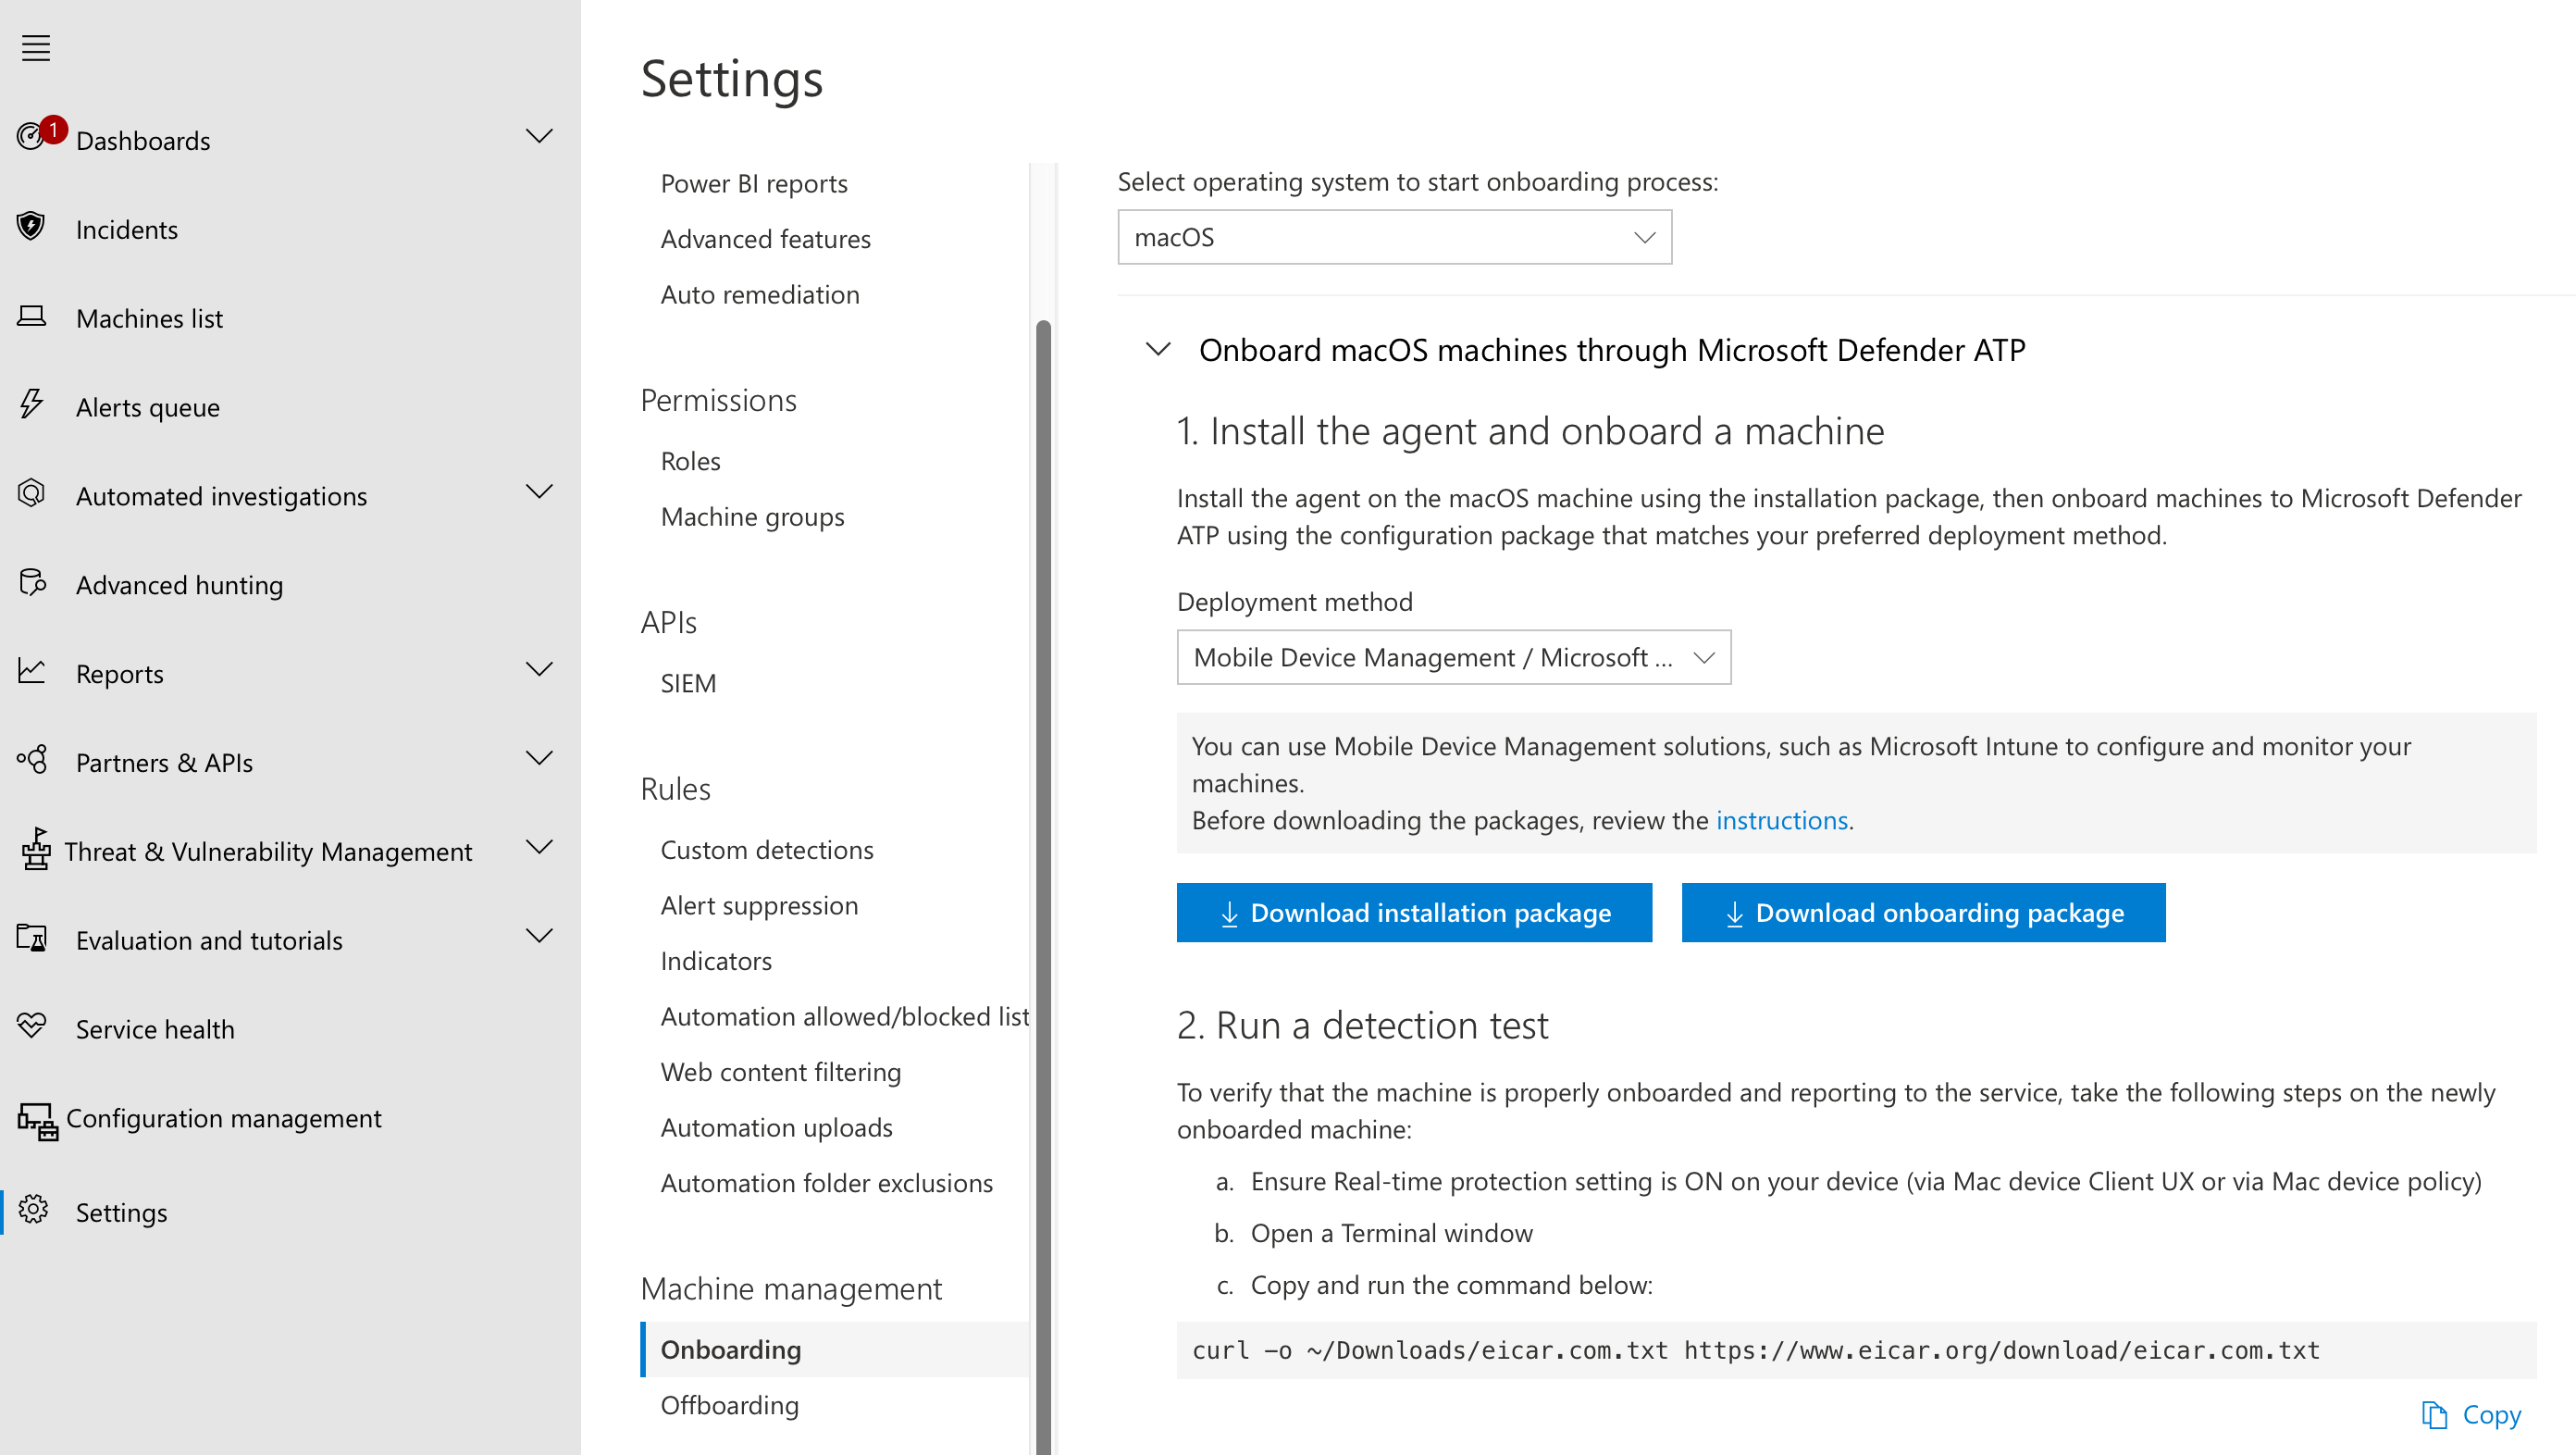 1
Dashboards
Incidents
Machines list
Alerts queue
Automated investigations
Advanced hunting
Reports
Partners & APIs
Threat & Vulnerability Management
Evaluation and tutorials
Service health
Configuration management
Settings
Settings
Power BI reports
Advanced features
Auto remediation
Permissions
Roles
Machine groups
APIs
SIEM
Rules
Custom detections
Alert suppression
Indicators
Automation allowed/blocked list
Web content filtering
Automation uploads
Automation folder exclusions
Machine management
Onboarding
Offboarding
Select operating system to start onboarding process:
macOS
Onboard macOS machines through Microsoft Defender ATP
1. Install the agent and onboard a machine
Install the agent on the macOS machine using the installation package, then onboard machines to Microsoft Defender
ATP using the configuration package that matches your preferred deployment method.
Deployment method
Mobile Device Management / Microsoft ...
You can use Mobile Device Management solutions, such as Microsoft Intune to configure and monitor your
machines.
Before downloading the packages, review the instructions.
Download installation package
Download onboarding package
2. Run a detection test
To verify that the machine is properly onboarded and reporting to the service, take the following steps on the newly
onboarded machine:
a. Ensure Real-time protection setting is ON on your device (via Mac device Client UX or via Mac device policy)
b. Open a Terminal window
c. Copy and run the command below:
curl -o ~/Downloads/eicar.com.txt https://www.eicar.org/download/eicar.com.txt
Copy